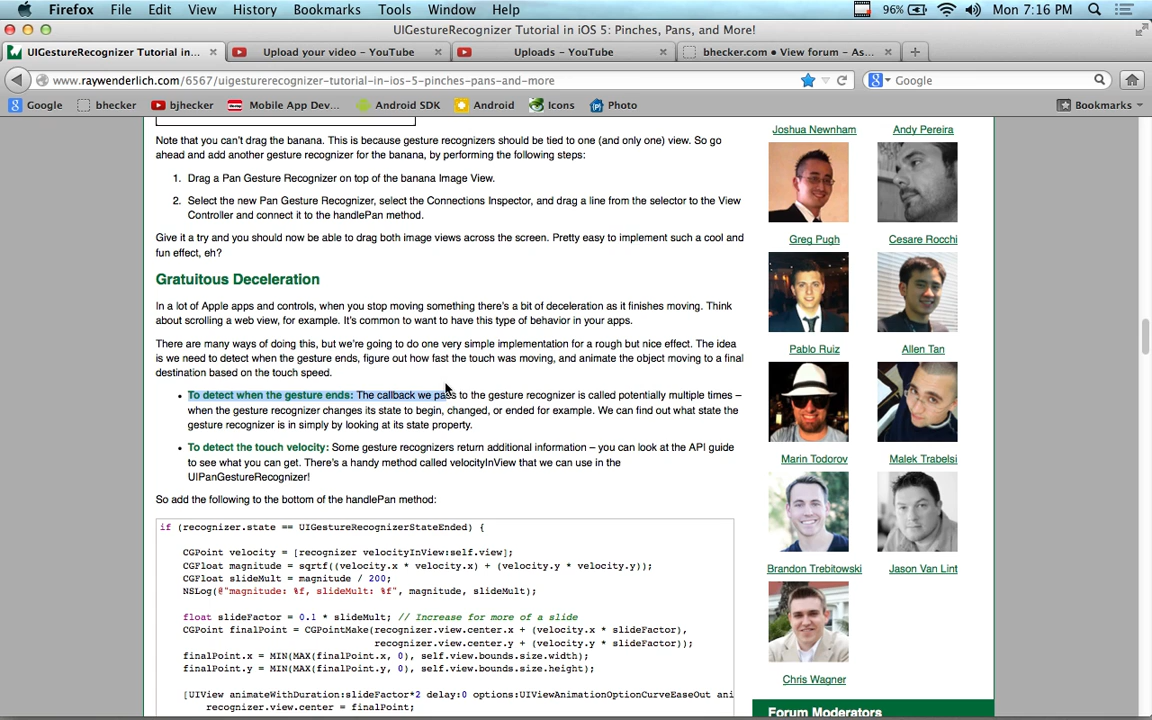 Firefox File Edit View History Bookmarks Tools Window Help 96% Mon 7:16 PM
UIGestureRecognizer Tutorial in iOS 5: Pinches, Pans, and More!
UIGestureRecognizer Tutorial in... Upload your video - YouTube Uploads - YouTube bhecker.com • View forum - As...
www.raywenderlich.com/6567/uigesturerecognizer-tutorial-in-ios-5-pinches-pans-and-more Google
Google bhecker bjhecker Mobile App Dev... Android SDK Android Icons Photo Bookmarks
Note that you can't drag the banana. This is because gesture recognizers should be tied to one (and only one) view. So go
ahead and add another gesture recognizer for the banana, by performing the following steps:
1. Drag a Pan Gesture Recognizer on top of the banana Image View.
2. Select the new Pan Gesture Recognizer, select the Connections Inspector, and drag a line from the selector to the View
Controller and connect it to the handlePan method.
Give it a try and you should now be able to drag both image views across the screen. Pretty easy to implement such a cool and
fun effect, eh?
Gratuitous Deceleration
In a lot of Apple apps and controls, when you stop moving something there's a bit of deceleration as it finishes moving. Think
about scrolling a web view, for example. It's common to want to have this type of behavior in your apps.
There are many ways of doing this, but we're going to do one very simple implementation for a rough but nice effect. The idea
is we need to detect when the gesture ends, figure out how fast the touch was moving, and animate the object moving to a final
destination based on the touch speed.
• To detect when the gesture ends: The callback we pass to the gesture recognizer is called potentially multiple times –
when the gesture recognizer changes its state to begin, changed, or ended for example. We can find out what state the
gesture recognizer is in simply by looking at its state property.
• To detect the touch velocity: Some gesture recognizers return additional information – you can look at the API guide
to see what you can get. There's a handy method called velocityInView that we can use in the
UIPanGestureRecognizer!
So add the following to the bottom of the handlePan method:
if (recognizer.state == UIGestureRecognizerStateEnded) {
CGPoint velocity = [recognizer velocityInView:self.view];
CGFloat magnitude = sqrtf((velocity.x * velocity.x) + (velocity.y * velocity.y));
CGFloat slideMult = magnitude / 200;
NSLog(@"magnitude: %f, slideMult: %f", magnitude, slideMult);
float slideFactor = 0.1 * slideMult; // Increase for more of a slide
CGPoint finalPoint = CGPointMake(recognizer.view.center.x + (velocity.x * slideFactor),
recognizer.view.center.y + (velocity.y * slideFactor));
finalPoint.x = MIN(MAX(finalPoint.x, 0), self.view.bounds.size.width);
finalPoint.y = MIN(MAX(finalPoint.y, 0), self.view.bounds.size.height);
[UIView animateWithDuration:slideFactor*2 delay:0 options:UIViewAnimationOptionCurveEaseOut ani
recognizer.view.center = finalPoint;
Joshua Newnham Andy Pereira
Greg Pugh Cesare Rocchi
Pablo Ruiz Allen Tan
Marin Todorov Malek Trabelsi
Brandon Trebitowski Jason Van Lint
Chris Wagner
Forum Moderators